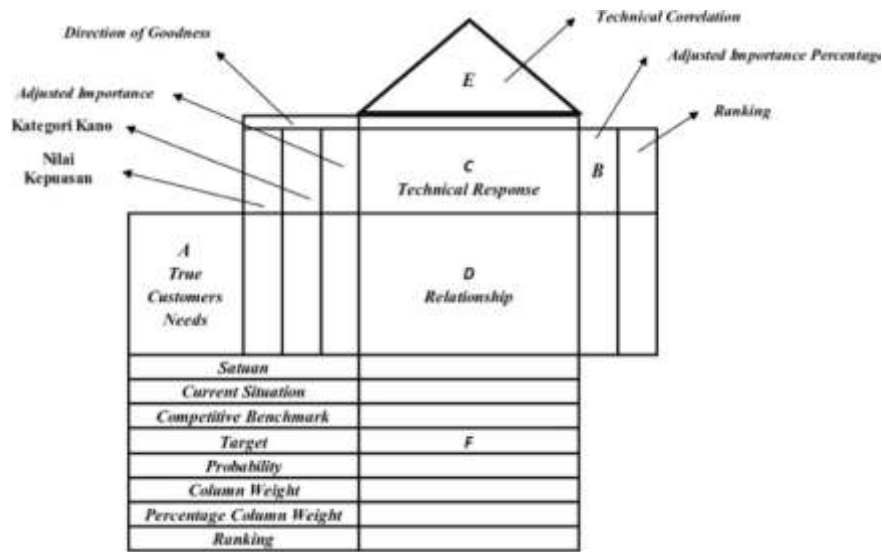 Technical Correlation
Direction of Goodness
E
Adjusted Importance Percentage
Adjusted Importance
Ranking
Kategori Kano
Nilai
Kepuasan
C
Technical Response
B
A
True
Customers
Needs
D
Relationship
Satuan
Current Situation
Competitive Benchmark
Target
F
Probability
Column Weight
Percentage Column Weight
Ranking